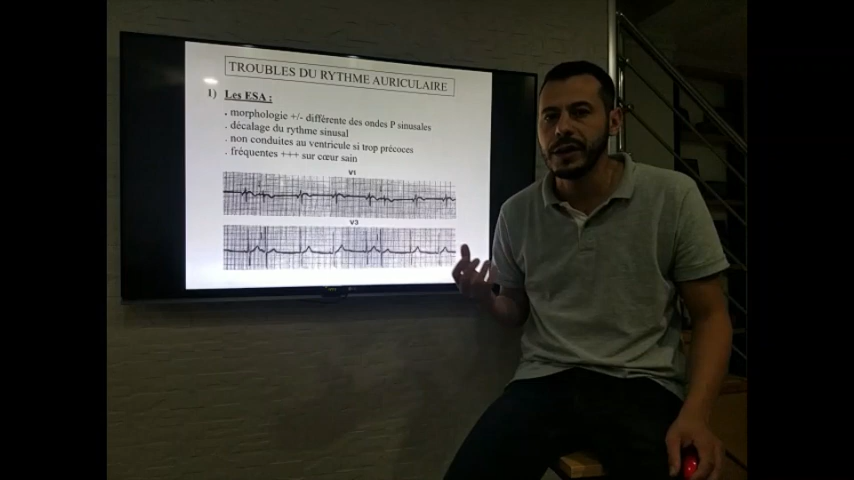 TROUBLES DU RYTHME AURICULAIRE
1) Les ESA :
. morphologie +/- différente des ondes P sinusales
. décalage du rythme sinusal
. non conduites au ventricule si trop précoces
. fréquentes +++ sur cœur sain
V1
V3